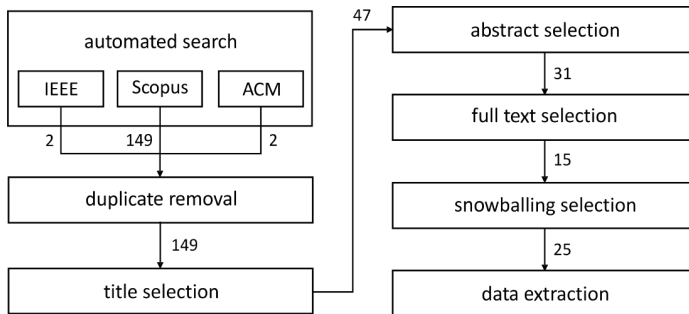 automated search
IEEE
Scopus
ACM
2
149
2
duplicate removal
149
title selection
47
abstract selection
31
full text selection
15
snowballing selection
25
data extraction